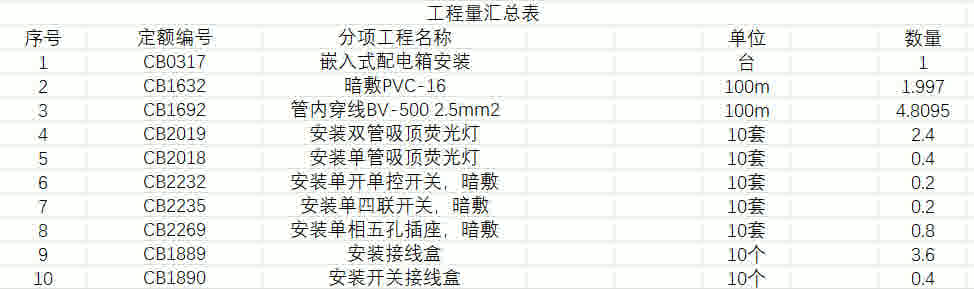 工程量汇总表
序号 定额编号 分项工程名称 单位 数量
1 CB0317 嵌入式配电箱安装 台 1
2 CB1632 暗敷PVC-16 100m 1.997
3 CB1692 管内穿线BV-500 2.5mm2 100m 4.8095
4 CB2019 安装双管吸顶荧光灯 10套 2.4
5 CB2018 安装单管吸顶荧光灯 10套 0.4
6 CB2232 安装单开单控开关，暗敷 10套 0.2
7 CB2235 安装单四联开关，暗敷 10套 0.2
8 CB2269 安装单相五孔插座，暗敷 10套 0.8
9 CB1889 安装接线盒 10个 3.6
10 CB1890 安装开关接线盒 10个 0.4